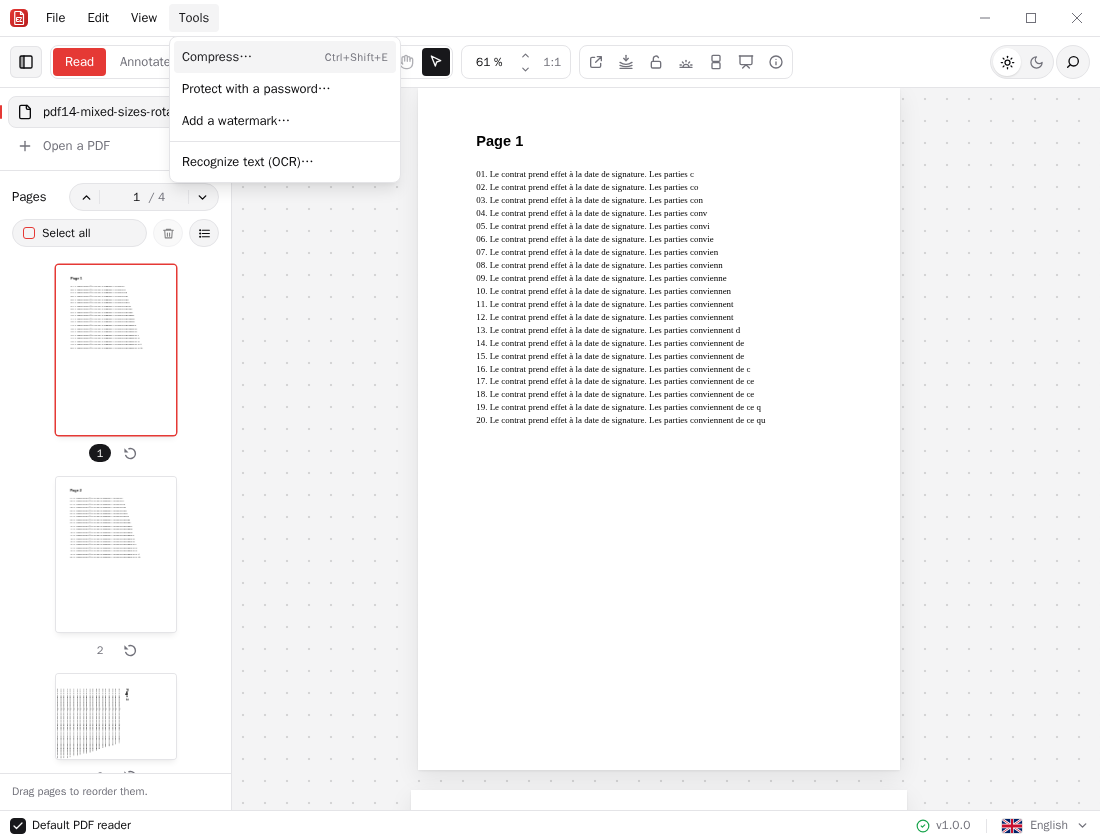 File Edit View Tools
Read Annotate 61 % 1:1
Compress··· Ctrl+Shift+E
Protect with a password···
Add a watermark···
Recognize text (OCR)···
pdf14-mixed-sizes-rota
Open a PDF
Pages 1 / 4
Select all
Page 1
1
Page 2
2
Drag pages to reorder them.
Page 1
01. Le contrat prend effet à la date de signature. Les parties c
02. Le contrat prend effet à la date de signature. Les parties co
03. Le contrat prend effet à la date de signature. Les parties con
04. Le contrat prend effet à la date de signature. Les parties conv
05. Le contrat prend effet à la date de signature. Les parties convi
06. Le contrat prend effet à la date de signature. Les parties convie
07. Le contrat prend effet à la date de signature. Les parties convien
08. Le contrat prend effet à la date de signature. Les parties convienn
09. Le contrat prend effet à la date de signature. Les parties convienne
10. Le contrat prend effet à la date de signature. Les parties conviennen
11. Le contrat prend effet à la date de signature. Les parties conviennent
12. Le contrat prend effet à la date de signature. Les parties conviennent
13. Le contrat prend effet à la date de signature. Les parties conviennent d
14. Le contrat prend effet à la date de signature. Les parties conviennent de
15. Le contrat prend effet à la date de signature. Les parties conviennent de
16. Le contrat prend effet à la date de signature. Les parties conviennent de c
17. Le contrat prend effet à la date de signature. Les parties conviennent de ce
18. Le contrat prend effet à la date de signature. Les parties conviennent de ce
19. Le contrat prend effet à la date de signature. Les parties conviennent de ce q
20. Le contrat prend effet à la date de signature. Les parties conviennent de ce qu
Default PDF reader v1.0.0 English